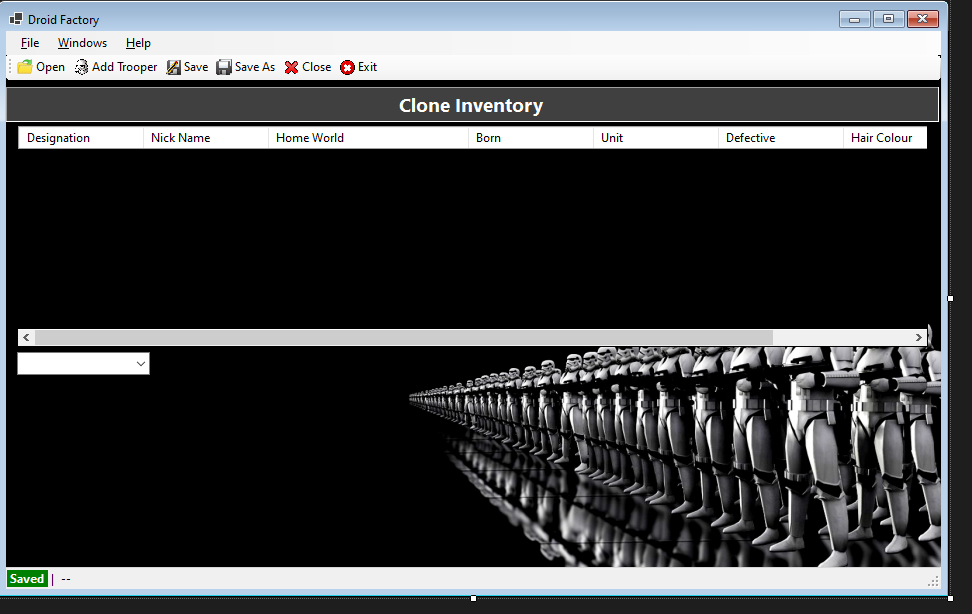 Droid Factory
File Windows Help
Open Add Trooper Save Save As Close Exit
Clone Inventory
Designation Nick Name Home World Born Unit Defective Hair Colour
Saved | --